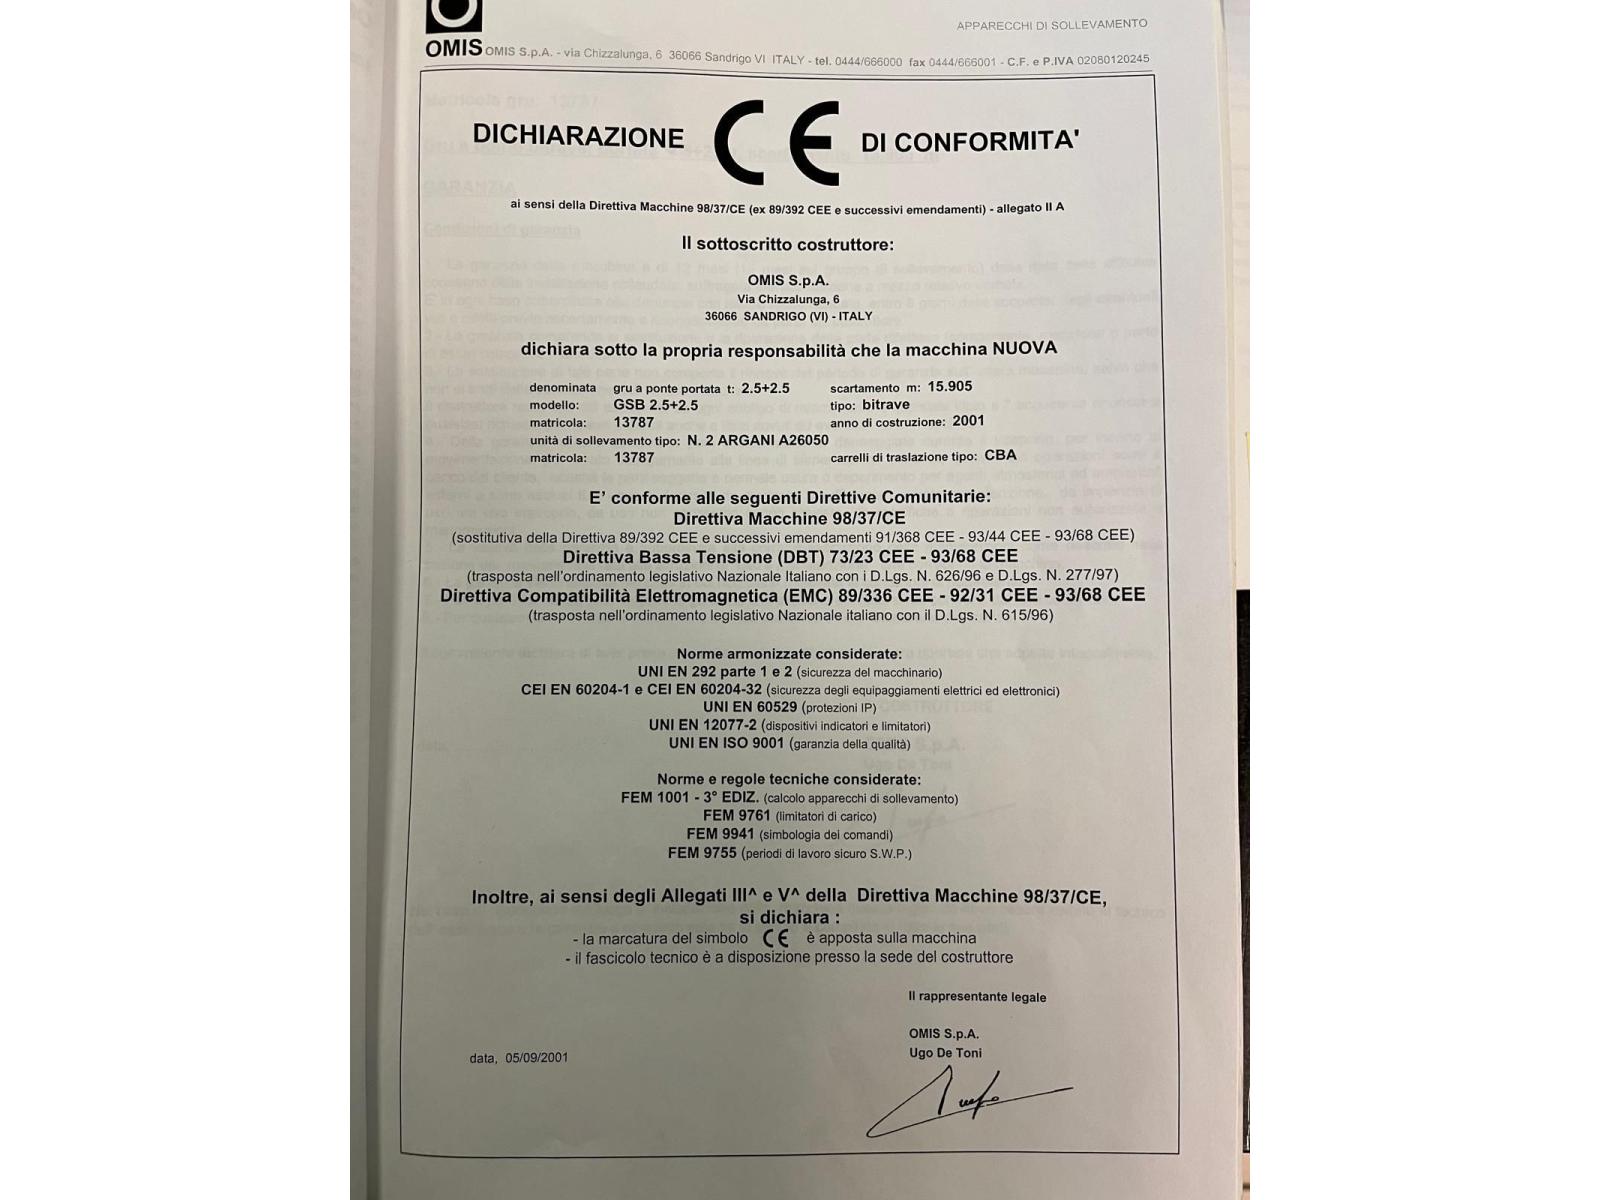 APPARECCHI DI SOLLEVAMENTO
OMIS OMIS S.p.A. - via Chizzalunga, 6 36066 Sandrigo VI ITALY - tel. 0444/666000 fax 0444/666001 - C.F. e P.IVA 02080120245
DICHIARAZIONE CE DI CONFORMITA'
ai sensi della Direttiva Macchine 98/37/CE (ex 89/392 CEE e successivi emendamenti) - allegato II A
Il sottoscritto costruttore:
OMIS S.p.A.
Via Chizzalunga, 6
36066 SANDRIGO (VI) - ITALY
dichiara sotto la propria responsabilità che la macchina NUOVA
denominata gru a ponte portata t: 2.5+2.5 scartamento m: 15.905
modello: GSB 2.5+2.5 tipo: bitrave
matricola: 13787 anno di costruzione: 2001
unità di sollevamento tipo: N. 2 ARGANI A26050
matricola: 13787 carrelli di traslazione tipo: CBA
E' conforme alle seguenti Direttive Comunitarie:
Direttiva Macchine 98/37/CE
(sostitutiva della Direttiva 89/392 CEE e successivi emendamenti 91/368 CEE - 93/44 CEE - 93/68 CEE)
Direttiva Bassa Tensione (DBT) 73/23 CEE - 93/68 CEE
(trasposta nell'ordinamento legislativo Nazionale Italiano con i D.Lgs. N. 626/96 e D.Lgs. N. 277/97)
Direttiva Compatibilità Elettromagnetica (EMC) 89/336 CEE - 92/31 CEE - 93/68 CEE
(trasposta nell'ordinamento legislativo Nazionale italiano con il D.Lgs. N. 615/96)
Norme armonizzate considerate:
UNI EN 292 parte 1 e 2 (sicurezza del macchinario)
CEI EN 60204-1 e CEI EN 60204-32 (sicurezza degli equipaggiamenti elettrici ed elettronici)
UNI EN 60529 (protezioni IP)
UNI EN 12077-2 (dispositivi indicatori e limitatori)
UNI EN ISO 9001 (garanzia della qualità)
Norme e regole tecniche considerate:
FEM 1001 - 3° EDIZ. (calcolo apparecchi di sollevamento)
FEM 9761 (limitatori di carico)
FEM 9941 (simbologia dei comandi)
FEM 9755 (periodi di lavoro sicuro S.W.P.)
Inoltre, ai sensi degli Allegati III^ e V^ della Direttiva Macchine 98/37/CE,
si dichiara :
- la marcatura del simbolo CE è apposta sulla macchina
- il fascicolo tecnico è a disposizione presso la sede del costruttore
Il rappresentante legale
OMIS S.p.A.
Ugo De Toni
data, 05/09/2001